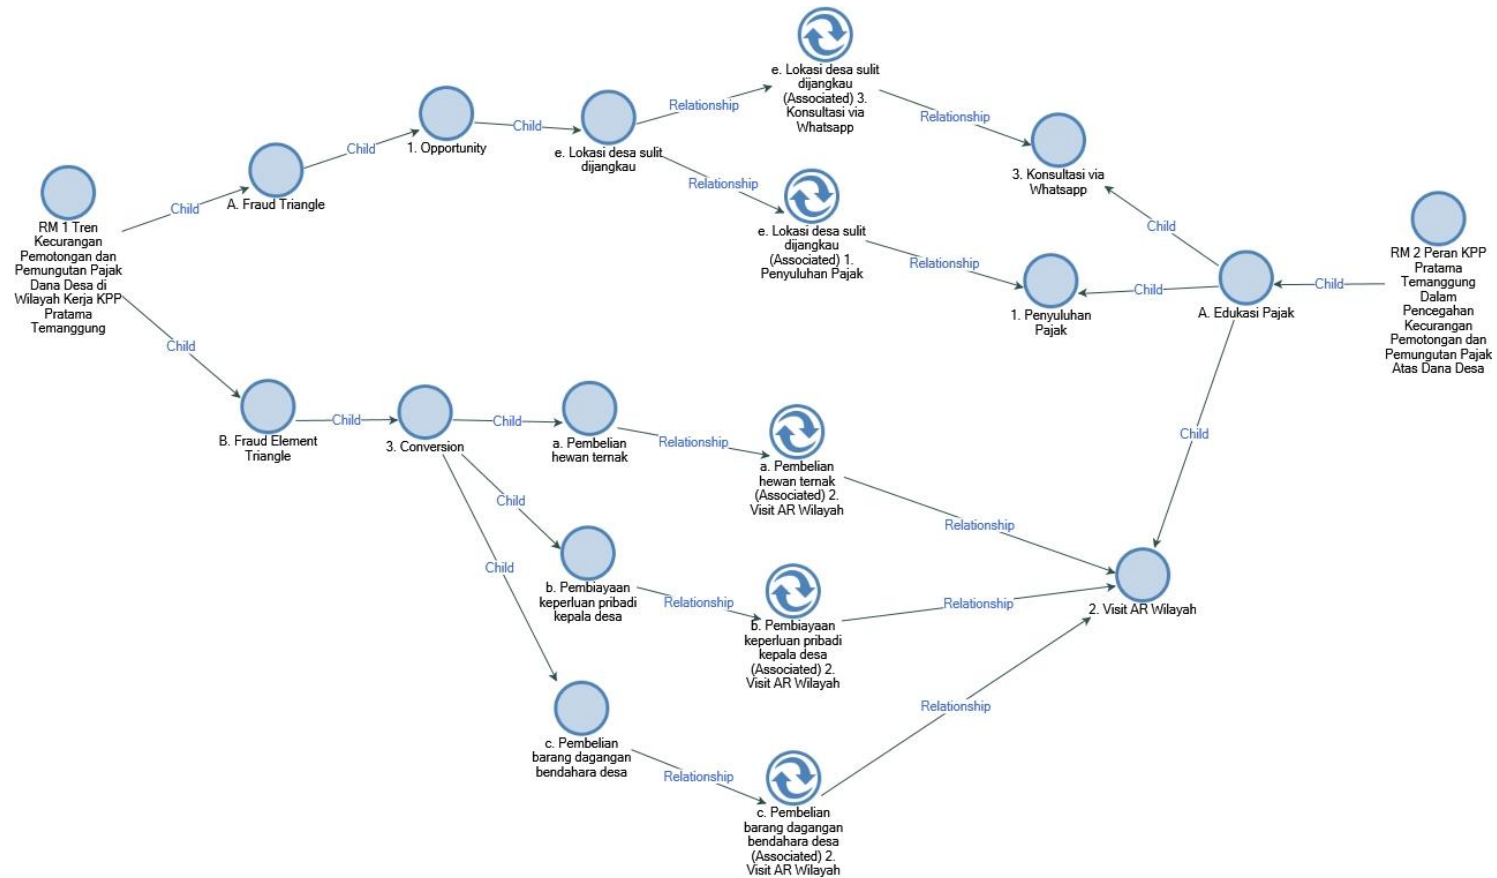 e. Lokasi desa sulit
dijangkau
(Associated) 3.
Konsultasi via
Whatsapp
Relationship
Relationship
Child
1. Opportunity
Child
e. Lokasi desa sulit
dijangkau
3. Konsultasi via
Whatsapp
Child
A. Fraud Triangle
Relationship
e. Lokasi desa sulit
dijangkau
(Associated) 1.
Penyuluhan Pajak
Relationship
1. Penyuluhan
Pajak
Child
Child
A. Edukasi Pajak
Child
RM 2 Peran KPP
Pratama
Temanggung
Dalam
Pencegahan
Kecurangan
Pemotongan dan
Pemungutan Pajak
Atas Dana Desa
Child
RM 1 Tren
Kecurangan
Pemotongan dan
Pemungutan Pajak
Dana Desa di
Wilayah Kerja KPP
Pratama
Temanggung
Child
B. Fraud Element
Triangle
Child
3. Conversion
Child
a. Pembelian
hewan ternak
Relationship
a. Pembelian
hewan ternak
(Associated) 2.
Visit AR Wilayah
Relationship
Child
Child
b. Pembiayaan
keperluan pribadi
kepala desa
Relationship
b. Pembiayaan
keperluan pribadi
kepala desa
(Associated) 2.
Visit AR Wilayah
Relationship
2. Visit AR Wilayah
Child
c. Pembelian
barang dagangan
bendahara desa
Relationship
c. Pembelian
barang dagangan
bendahara desa
(Associated) 2.
Visit AR Wilayah
Relationship